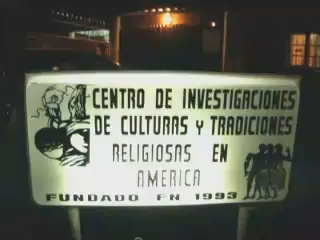 CENTRO DE INVESTIGACIONES
DE CULTURAS Y TRADICIONES
RELIGIOSAS EN
AMERICA
FUNDADO EN 1993